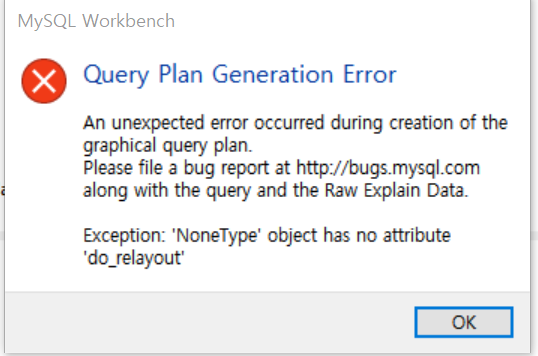 MySQL Workbench
Query Plan Generation Error
An unexpected error occurred during creation of the
graphical query plan.
Please file a bug report at http://bugs.mysql.com
along with the query and the Raw Explain Data.
Exception: 'NoneType' object has no attribute
'do_relayout'
OK